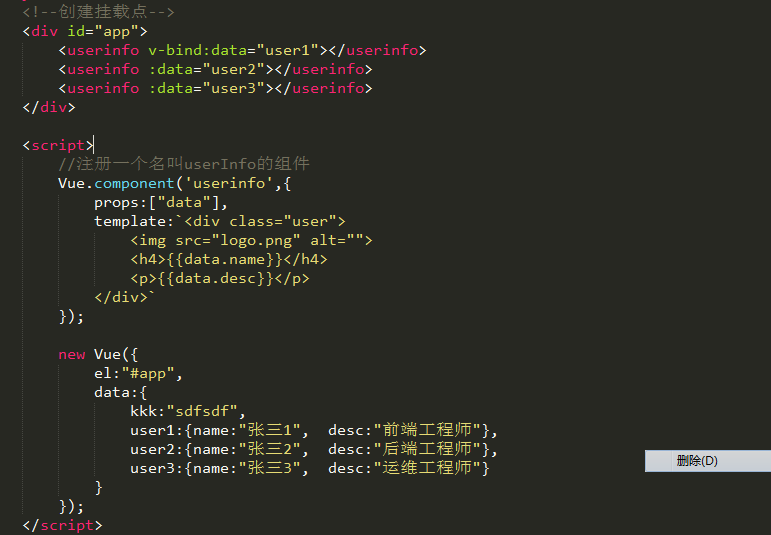 <!--创建挂载点-->
<div id="app">
    <userinfo v-bind:data="user1"></userinfo>
    <userinfo :data="user2"></userinfo>
    <userinfo :data="user3"></userinfo>
</div>
<script>
    //注册一个名叫userInfo的组件
    Vue.component('userinfo',{
        props:["data"],
        template:`<div class="user">
            <img src="logo.png" alt="">
            <h4>{{data.name}}</h4>
            <p>{{data.desc}}</p>
        </div>`
    });
    new Vue({
        el:"#app",
        data:{
            kkk:"sdfsdf",
            user1:{name:"张三1",  desc:"前端工程师"},
            user2:{name:"张三2",  desc:"后端工程师"},
            user3:{name:"张三3",  desc:"运维工程师"}
删除(D)
        }
    });
</script>